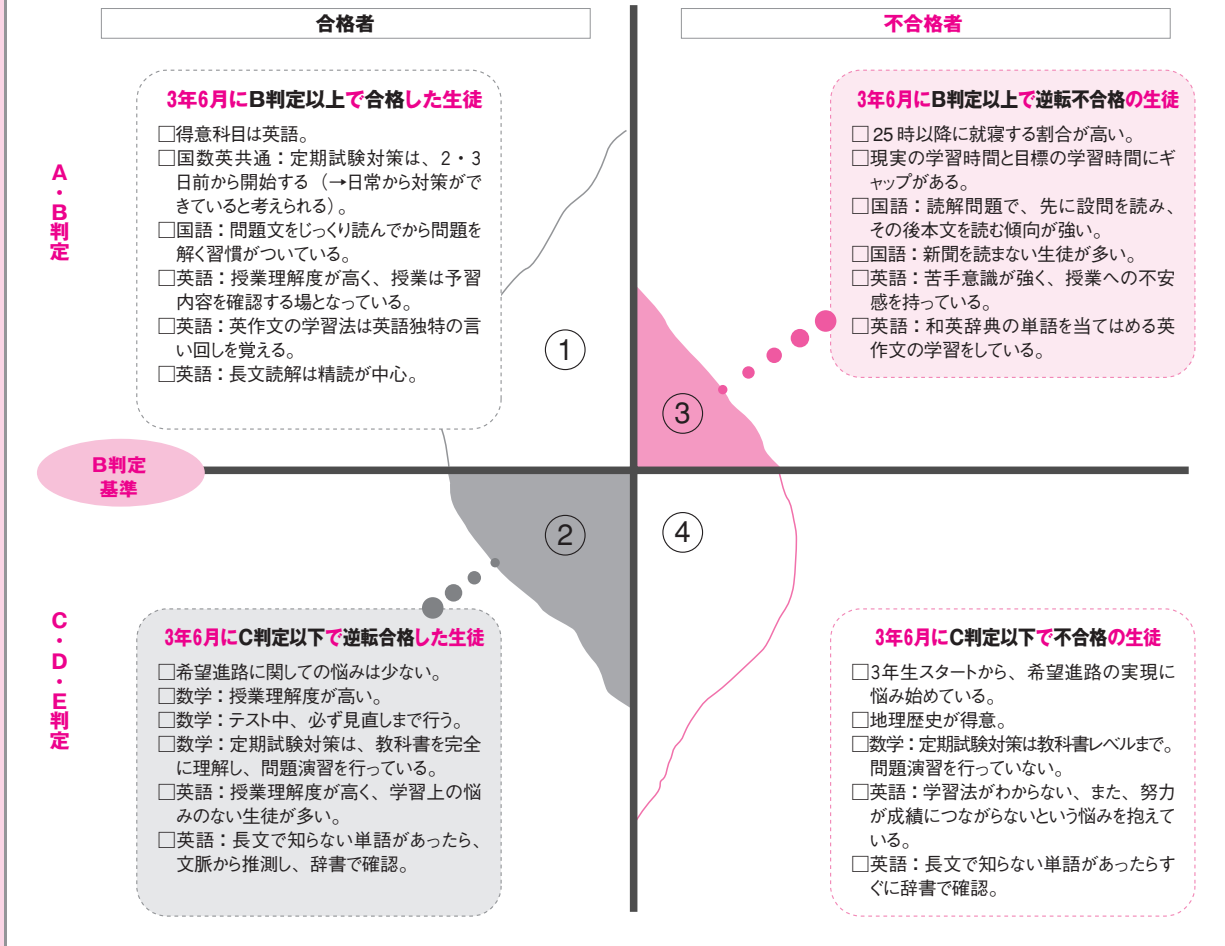 合格者
不合格者
A・B判定
3年6月にB判定以上で合格した生徒
□得意科目は英語。
□国数英共通：定期試験対策は、2・3
日前から開始する（→日常から対策がで
きていると考えられる）。
□国語：問題文をじっくり読んでから問題を
解く習慣がついている。
□英語：授業理解度が高く、授業は予習
内容を確認する場となっている。
□英語：英作文の学習法は英語独特の言
い回しを覚える。
□英語：長文読解は精読が中心。
①
3年6月にB判定以上で逆転不合格の生徒
□25時以降に就寝する割合が高い。
□現実の学習時間と目標の学習時間にギ
ャップがある。
□国語：読解問題で、先に設問を読み、
その後本文を読む傾向が強い。
□国語：新聞を読まない生徒が多い。
□英語：苦手意識が強く、授業への不安
感を持っている。
□英語：和英辞典の単語を当てはめる英
作文の学習をしている。
③
B判定
基準
②
④
C・D・E判定
3年6月にC判定以下で逆転合格した生徒
□希望進路に関しての悩みは少ない。
□数学：授業理解度が高い。
□数学：テスト中、必ず見直しまで行う。
□数学：定期試験対策は、教科書を完全
に理解し、問題演習を行っている。
□英語：授業理解度が高く、学習上の悩
みのない生徒が多い。
□英語：長文で知らない単語があったら、
文脈から推測し、辞書で確認。
3年6月にC判定以下で不合格の生徒
□3年生スタートから、希望進路の実現に
悩み始めている。
□地理歴史が得意。
□数学：定期試験対策は教科書レベルまで。
問題演習を行っていない。
□英語：学習法がわからない、また、努力
が成績につながらないという悩みを抱えて
いる。
□英語：長文で知らない単語があったらす
ぐに辞書で確認。